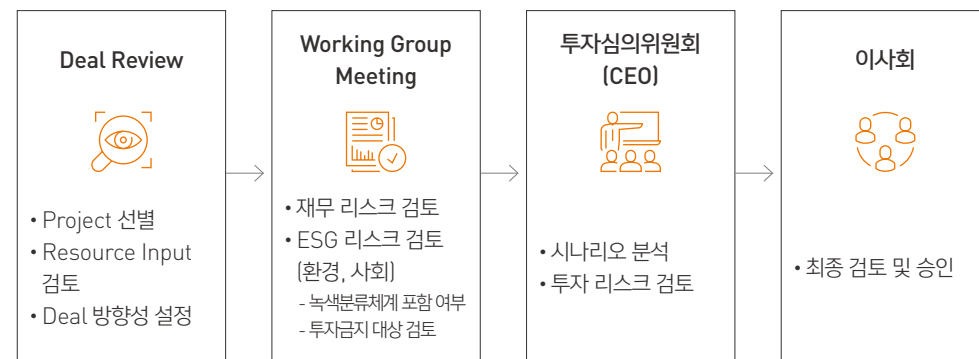 Deal Review
• Project 선별
• Resource Input
검토
• Deal 방향성 설정
Working Group
Meeting
• 재무 리스크 검토
• ESG 리스크 검토
(환경, 사회)
- 녹색분류체계 포함 여부
- 투자금지 대상 검토
투자심의위원회
(CEO)
• 시나리오 분석
• 투자 리스크 검토
이사회
• 최종 검토 및 승인